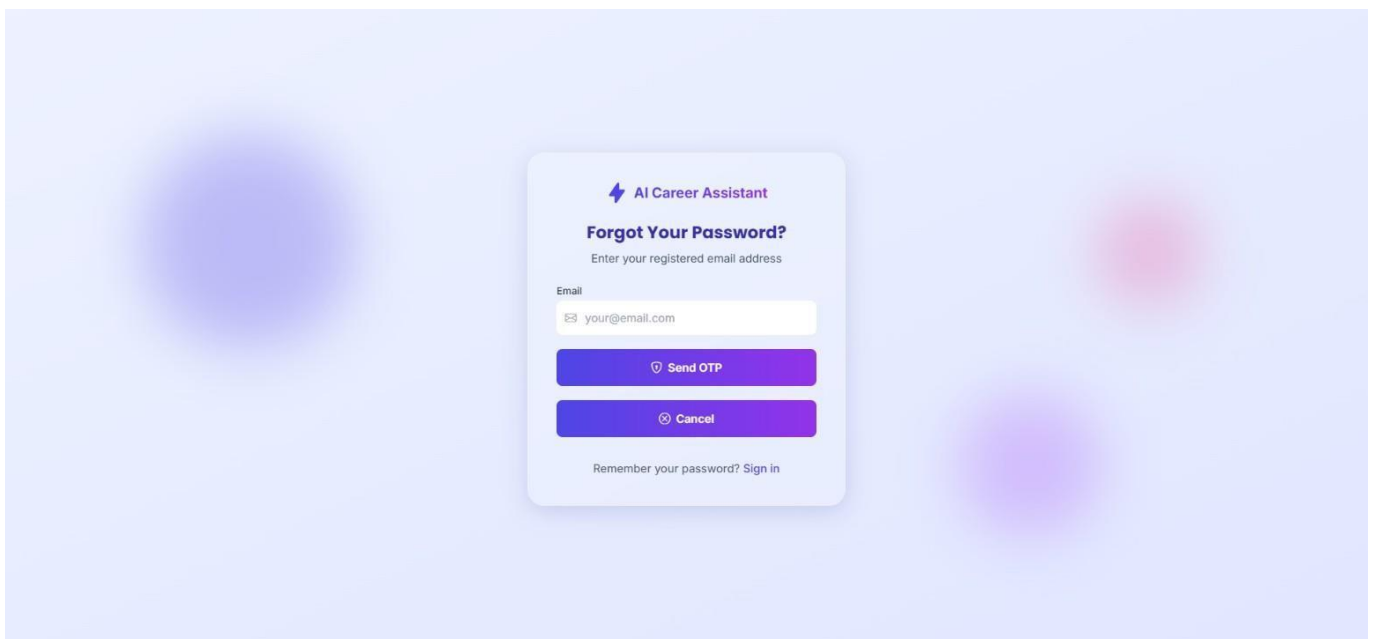 AI Career Assistant
Forgot Your Password?
Enter your registered email address
Email
your@email.com
Send OTP
Cancel
Remember your password? Sign in